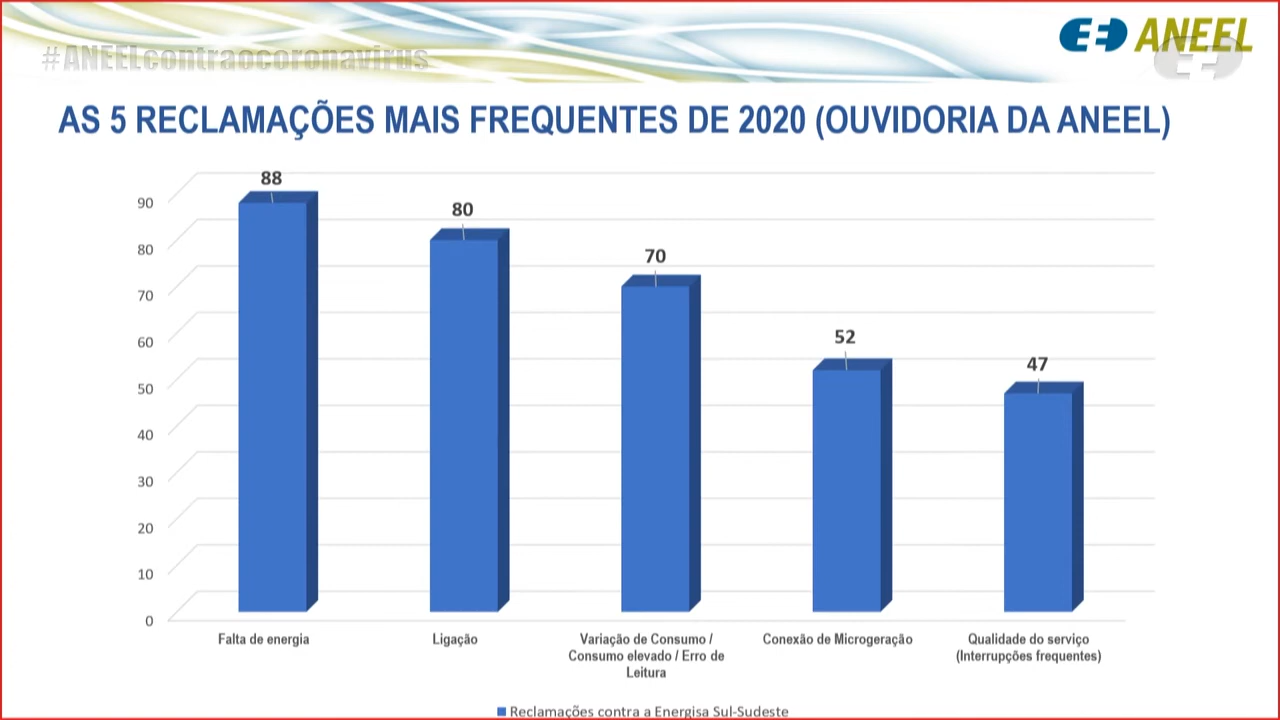 #ANEELcontraocoronavirus
ANEEL
AS 5 RECLAMAÇÕES MAIS FREQUENTES DE 2020 (OUVIDORIA DA ANEEL)
90
80
70
60
50
40
30
20
10
0
88
80
70
52
47
Falta de energia
Ligação
Variação de Consumo /
Consumo elevado / Erro de
Leitura
Conexão de Microgeração
Qualidade do serviço
(Interrupções frequentes)
Reclamações contra a Energisa Sul-Sudeste